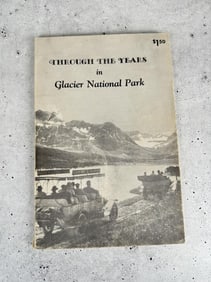 $1.50
THROUGH THE YEARS
in
Glacier National Park